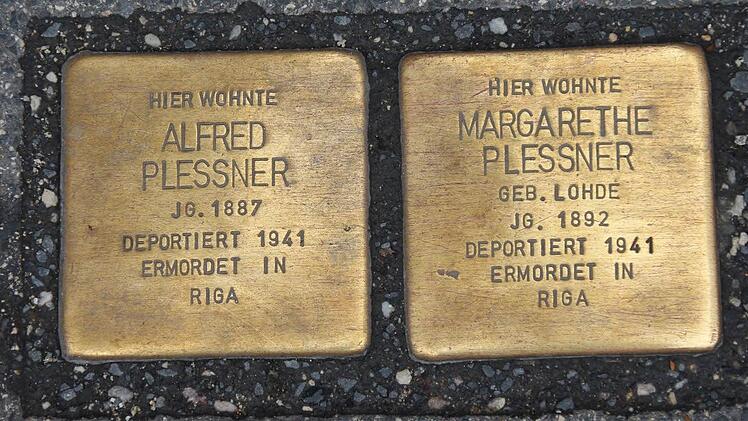 HIER WOHNTE
ALFRED
PLESSNER
JG. 1887
DEPORTIERT 1941
ERMORDET IN
RIGA
HIER WOHNTE
MARGARETHE
PLESSNER
GEB. LOHDE
JG. 1892
DEPORTIERT 1941
ERMORDET IN
RIGA